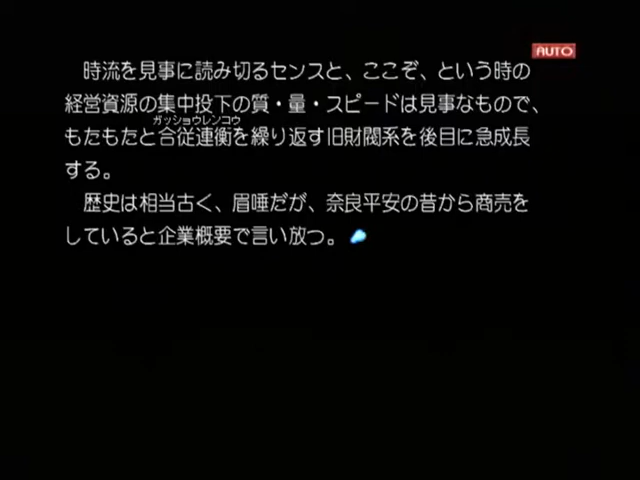 AUTO
時流を見事に読み切るセンスと、ここぞ、という時の
経営資源の集中投下の質・量・スピードは見事なもので、
ガッショウレンコウ
もたもたと合従連衡を繰り返す旧財閥系を後目に急成長
する。
歴史は相当古く、眉唾だが、奈良平安の昔から商売を
していると企業概要で言い放つ。